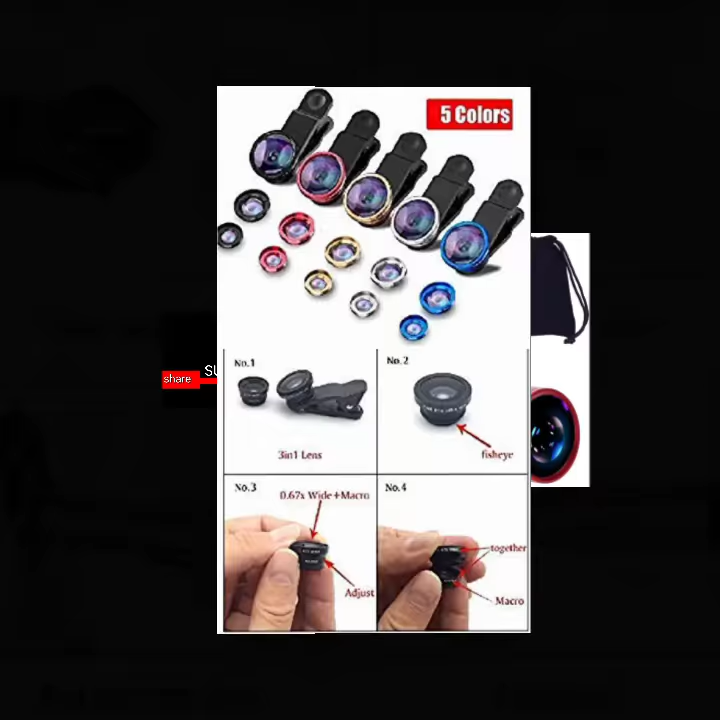 5 Colors
No.1
No.2
3in1 Lens
fisheye
share
No.3
0.67x Wide+Macro
No.4
together
Adjust
Macro